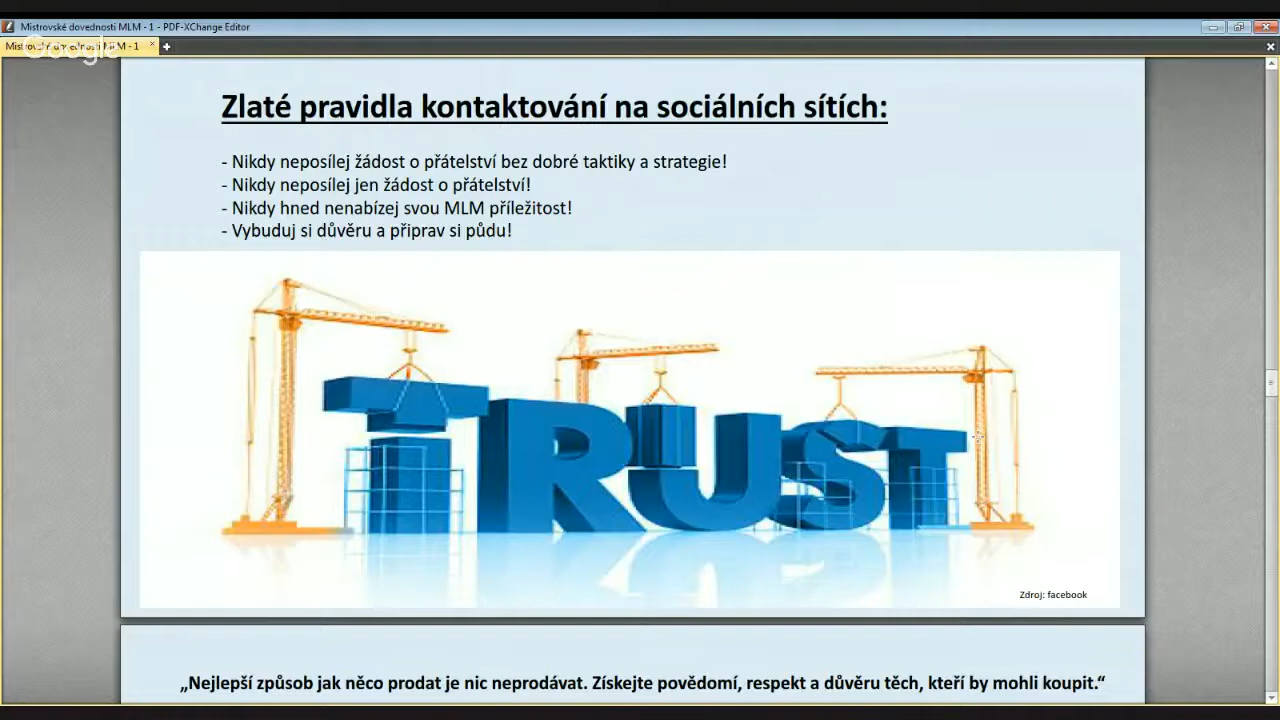 Mistrovské dovednosti MLM - 1 - PDF-XChange Editor
Mistrovské dovednosti MLM - 1
Google
Zlaté pravidla kontaktování na sociálních sítích:
- Nikdy neposílej žádost o přátelství bez dobré taktiky a strategie!
- Nikdy neposílej jen žádost o přátelství!
- Nikdy hned nenabízej svou MLM příležitost!
- Vybuduj si důvěru a připrav si půdu!
TRUST
Zdroj: facebook
„Nejlepší způsob jak něco prodat je nic neprodávat. Získejte povědomí, respekt a důvěru těch, kteří by mohli koupit.“